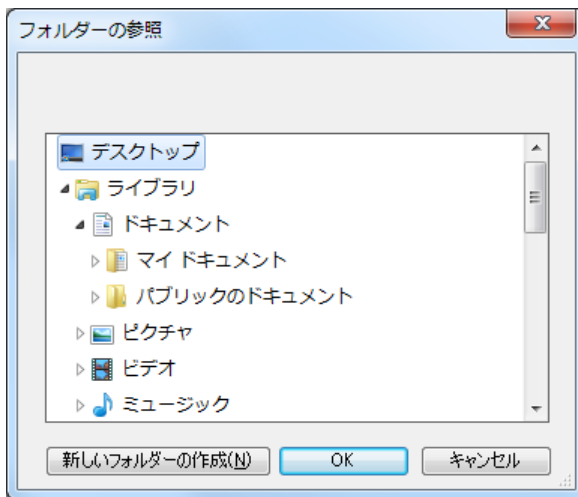 フォルダーの参照
デスクトップ
ライブラリ
ドキュメント
マイ ドキュメント
パブリックのドキュメント
ピクチャ
ビデオ
ミュージック
新しいフォルダーの作成(N) OK キャンセル